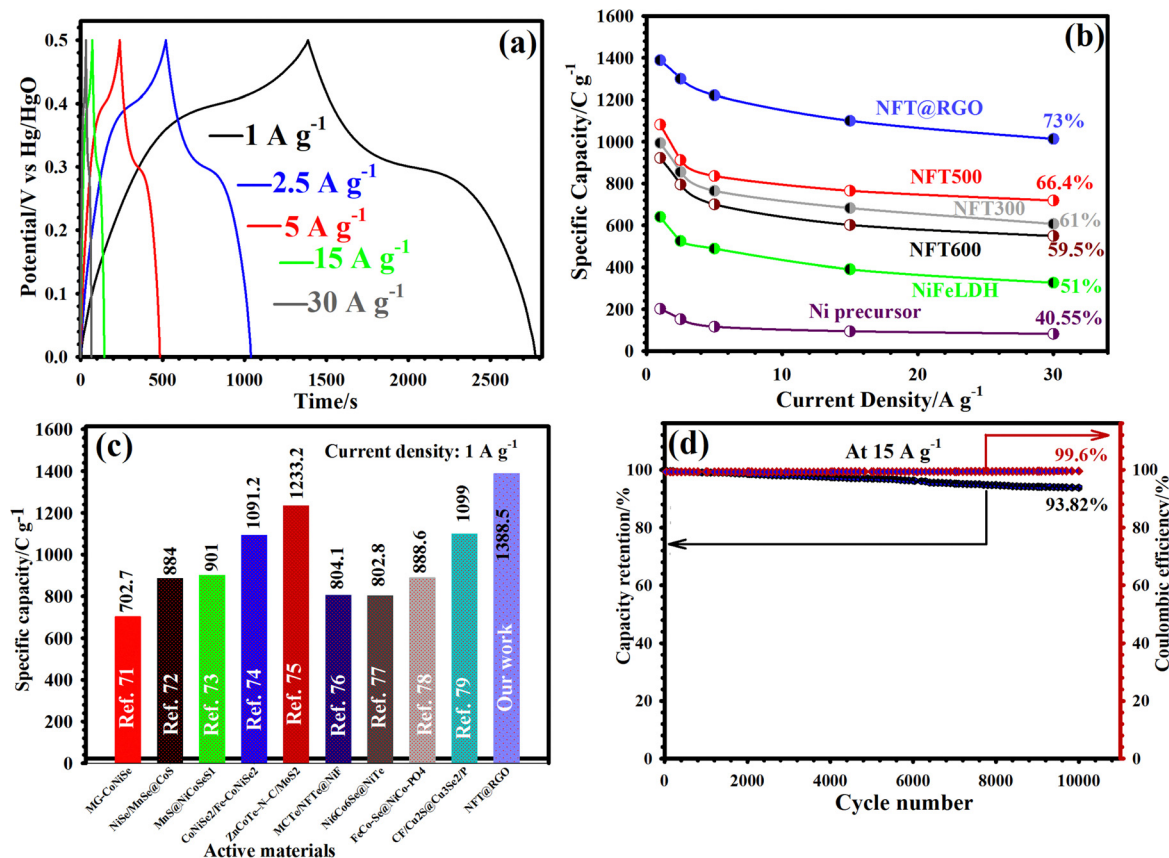 (a)
Potential/V vs Hg/HgO
0.5
0.4
0.3
0.2
0.1
0.0
1 A g⁻¹
2.5 A g⁻¹
5 A g⁻¹
15 A g⁻¹
30 A g⁻¹
0 500 1000 1500 2000 2500
Time/s
(b)
Speffic Capacity/C g⁻¹
1600
1400
1200
1000
800
600
400
200
0
NFT@RGO 73%
NFT500 66.4%
NFT300 61%
NFT600 59.5%
NiFeLDH 51%
Ni precursor 40.55%
0 10 20 30
Current Density/A g⁻¹
(c)
Current density: 1 A g⁻¹
Specific capacity/C g⁻¹
1600
1400
1200
1000
800
600
400
200
0
702.7
884
901
1091.2
1233.2
804.1
802.8
888.6
1099
1388.5
Ref. 71
Ref. 72
Ref. 73
Ref. 74
Ref. 75
Ref. 76
Ref. 77
Ref. 78
Ref. 79
Our work
MG-CoNiSe
NiSe/MnSe@CoS
MnS@NiCoSeS1
CoNiSe2/Fe-CoNiSe2
ZnCoTe–N–C/MoS2
MCTe/NFTe@NiF
Ni6Co6Se@NiTe
FeCo-Se@NiCo-PO4
CF/Cu2S@Cu3Se2/P
NFT@RGO
Active materials
(d)
At 15 A g⁻¹
99.6%
93.82%
Capacity retention/%
100
80
60
40
20
0
Coulombic efficiency/%
100
80
60
40
20
0
0 2000 4000 6000 8000 10000
Cycle number